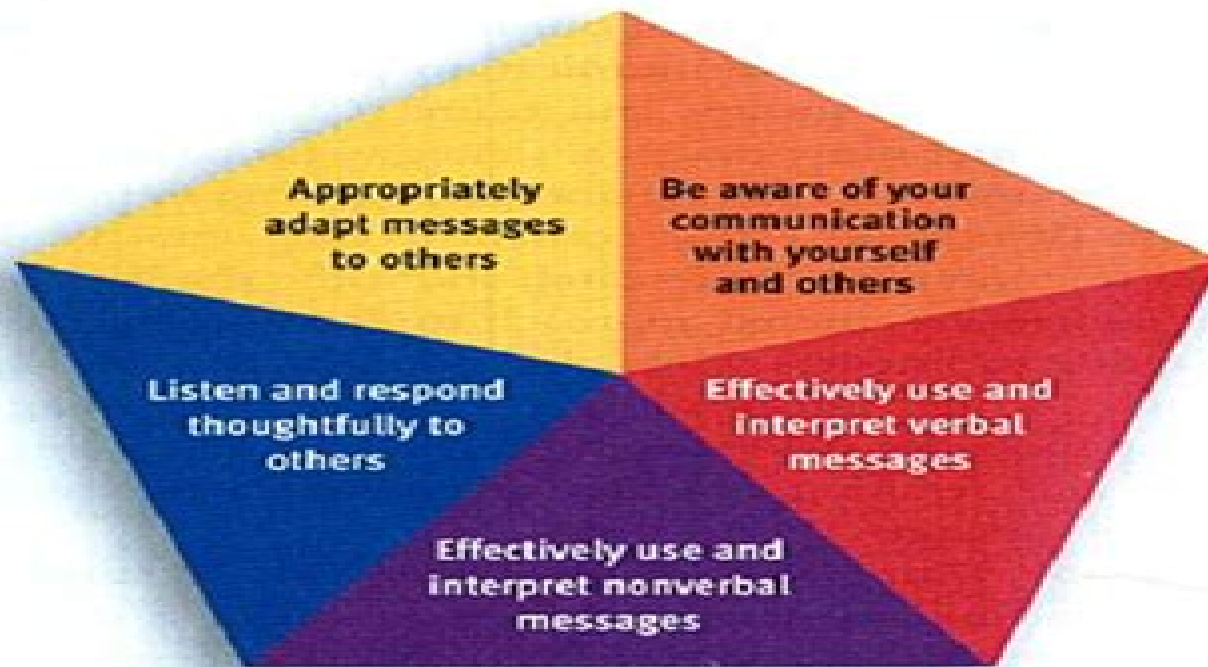 Appropriately
adapt messages
to others
Be aware of your
communication
with yourself
and others
Effectively use and
interpret verbal
messages
Effectively use and
interpret nonverbal
messages
Listen and respond
thoughtfully to
others